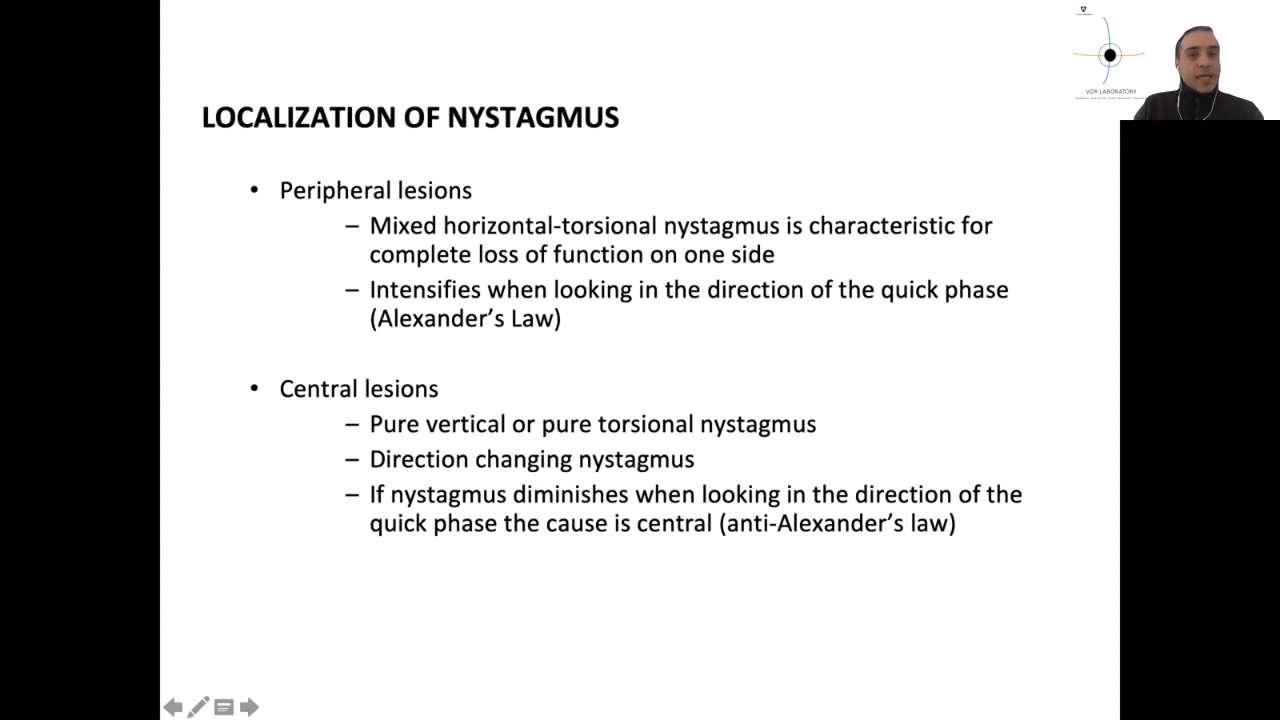 VOR LABORATORY
LOCALIZATION OF NYSTAGMUS
• Peripheral lesions
– Mixed horizontal-torsional nystagmus is characteristic for
complete loss of function on one side
– Intensifies when looking in the direction of the quick phase
(Alexander’s Law)
• Central lesions
– Pure vertical or pure torsional nystagmus
– Direction changing nystagmus
– If nystagmus diminishes when looking in the direction of the
quick phase the cause is central (anti-Alexander’s law)